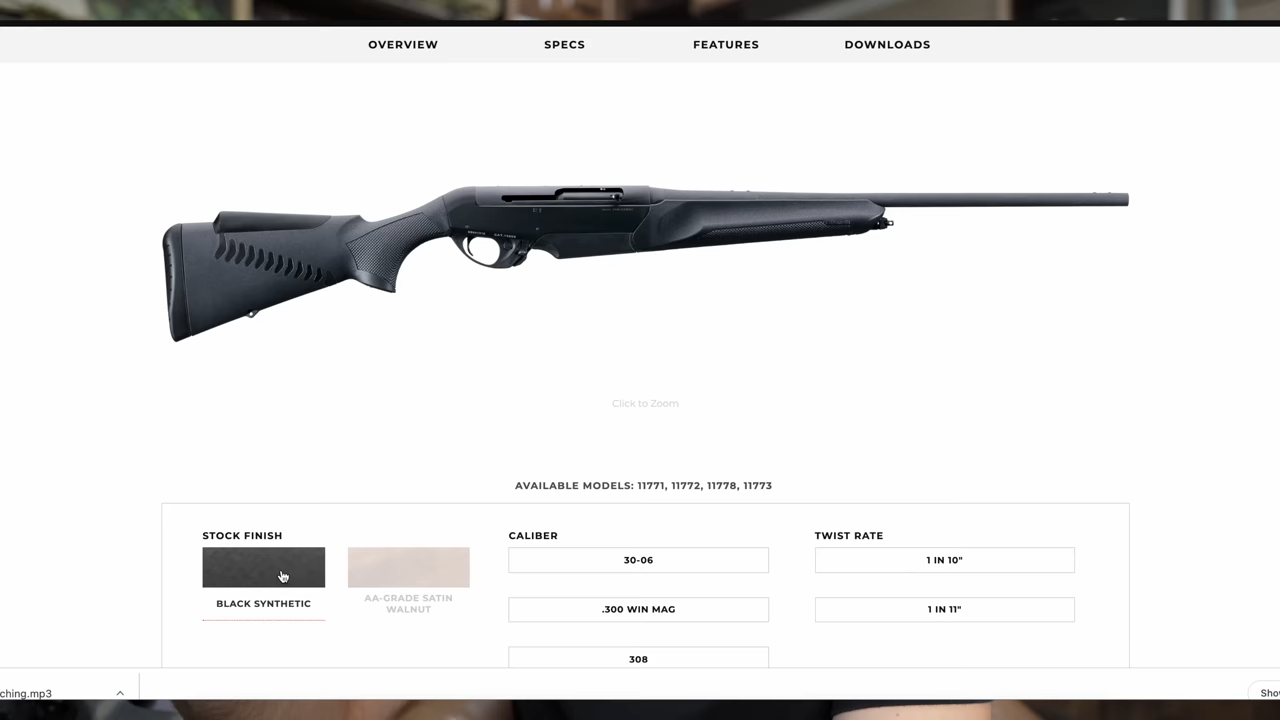 OVERVIEW
SPECS
FEATURES
DOWNLOADS
Click to Zoom
AVAILABLE MODELS: 11771, 11772, 11778, 11773
STOCK FINISH
BLACK SYNTHETIC
AA-GRADE SATIN
WALNUT
CALIBER
30-06
.300 WIN MAG
308
TWIST RATE
1 IN 10"
1 IN 11"
ching.mp3
Sho